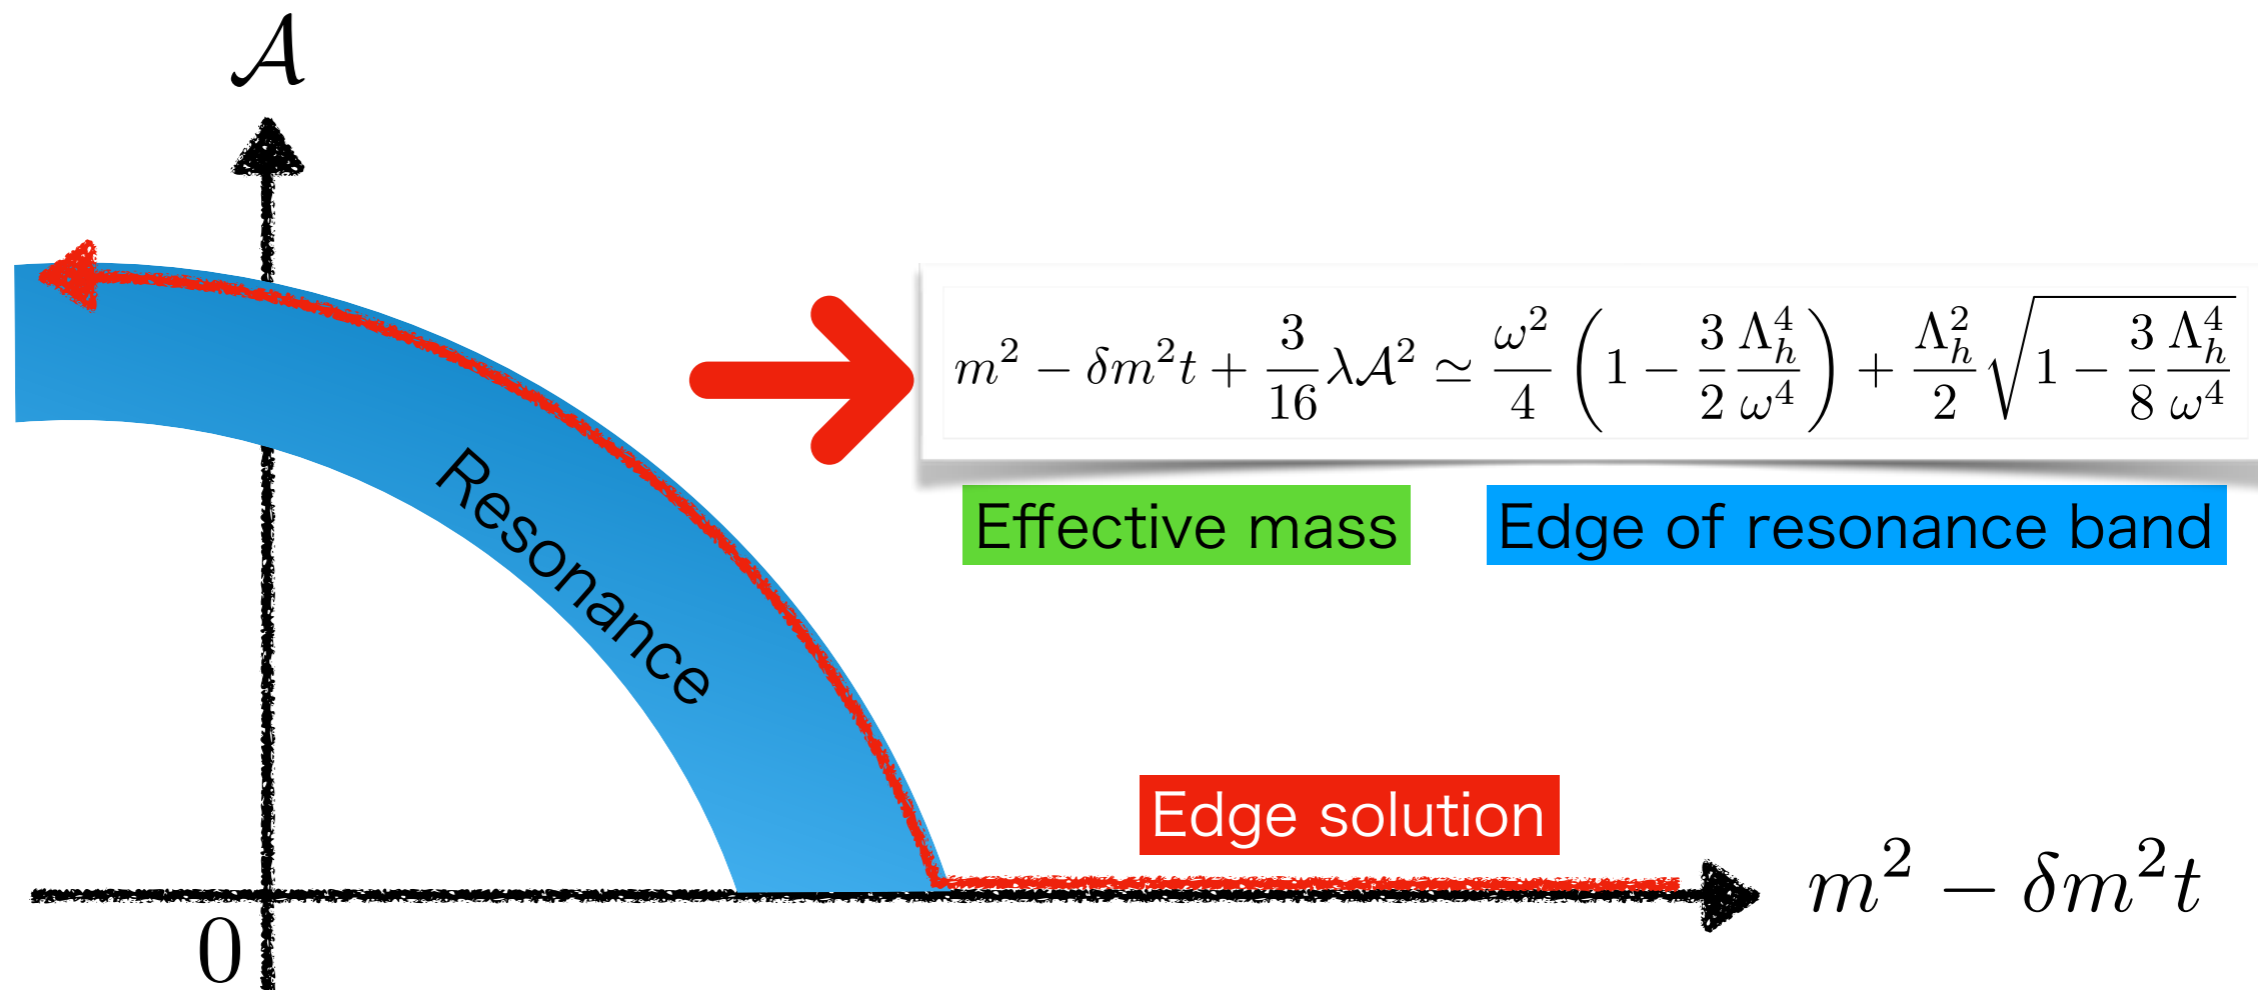 𝒜
m² − δm²t + 3/16 λ𝒜² ≃ ω²/4 (1 − 3/2 Λ_h⁴/ω⁴) + Λ_h²/2 √(1 − 3/8 Λ_h⁴/ω⁴)
Effective mass Edge of resonance band
Resonance
Edge solution
m² − δm²t
0